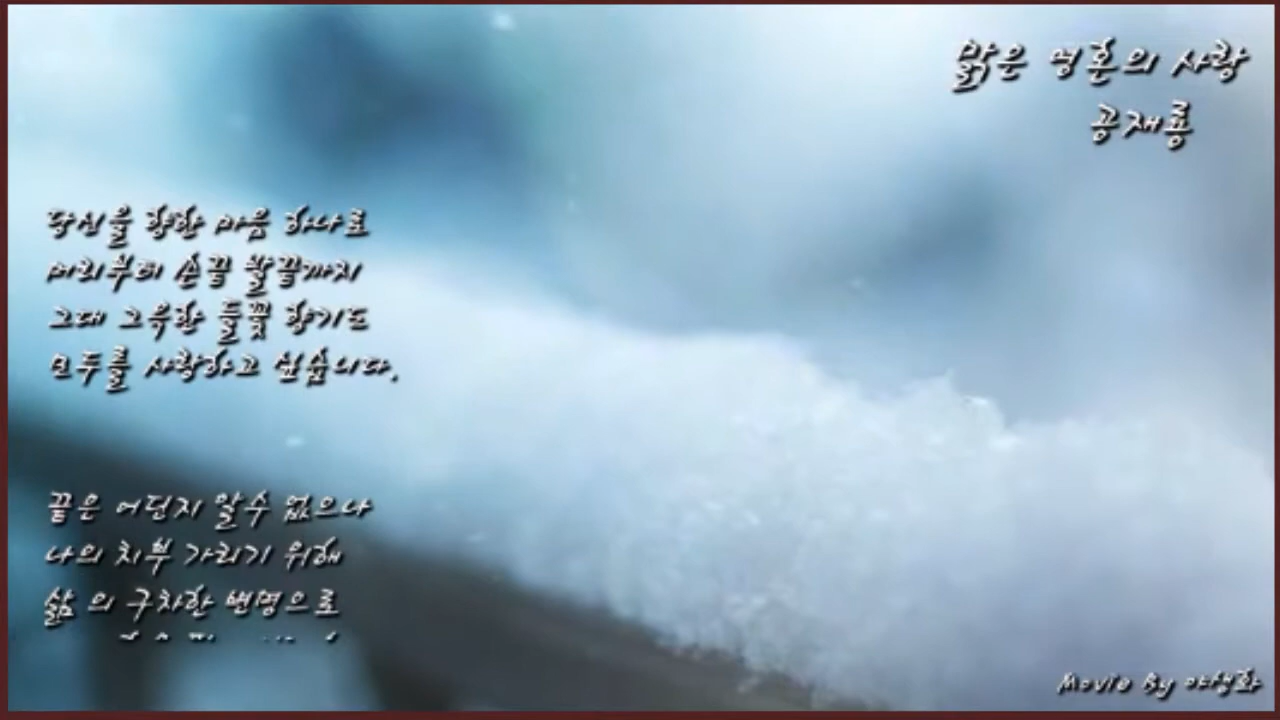 맑은 영혼의 사랑
공재룡
당신을 향한 마음 하나로
머리부터 손끝 발끝까지
그대 그윽한 들꽃 향기도
모두를 사랑하고 싶습니다.
끝은 어딘지 알수 없으나
나의 치부 가리기 위해
삶 의 구차한 변명으로
Movie By 야생화